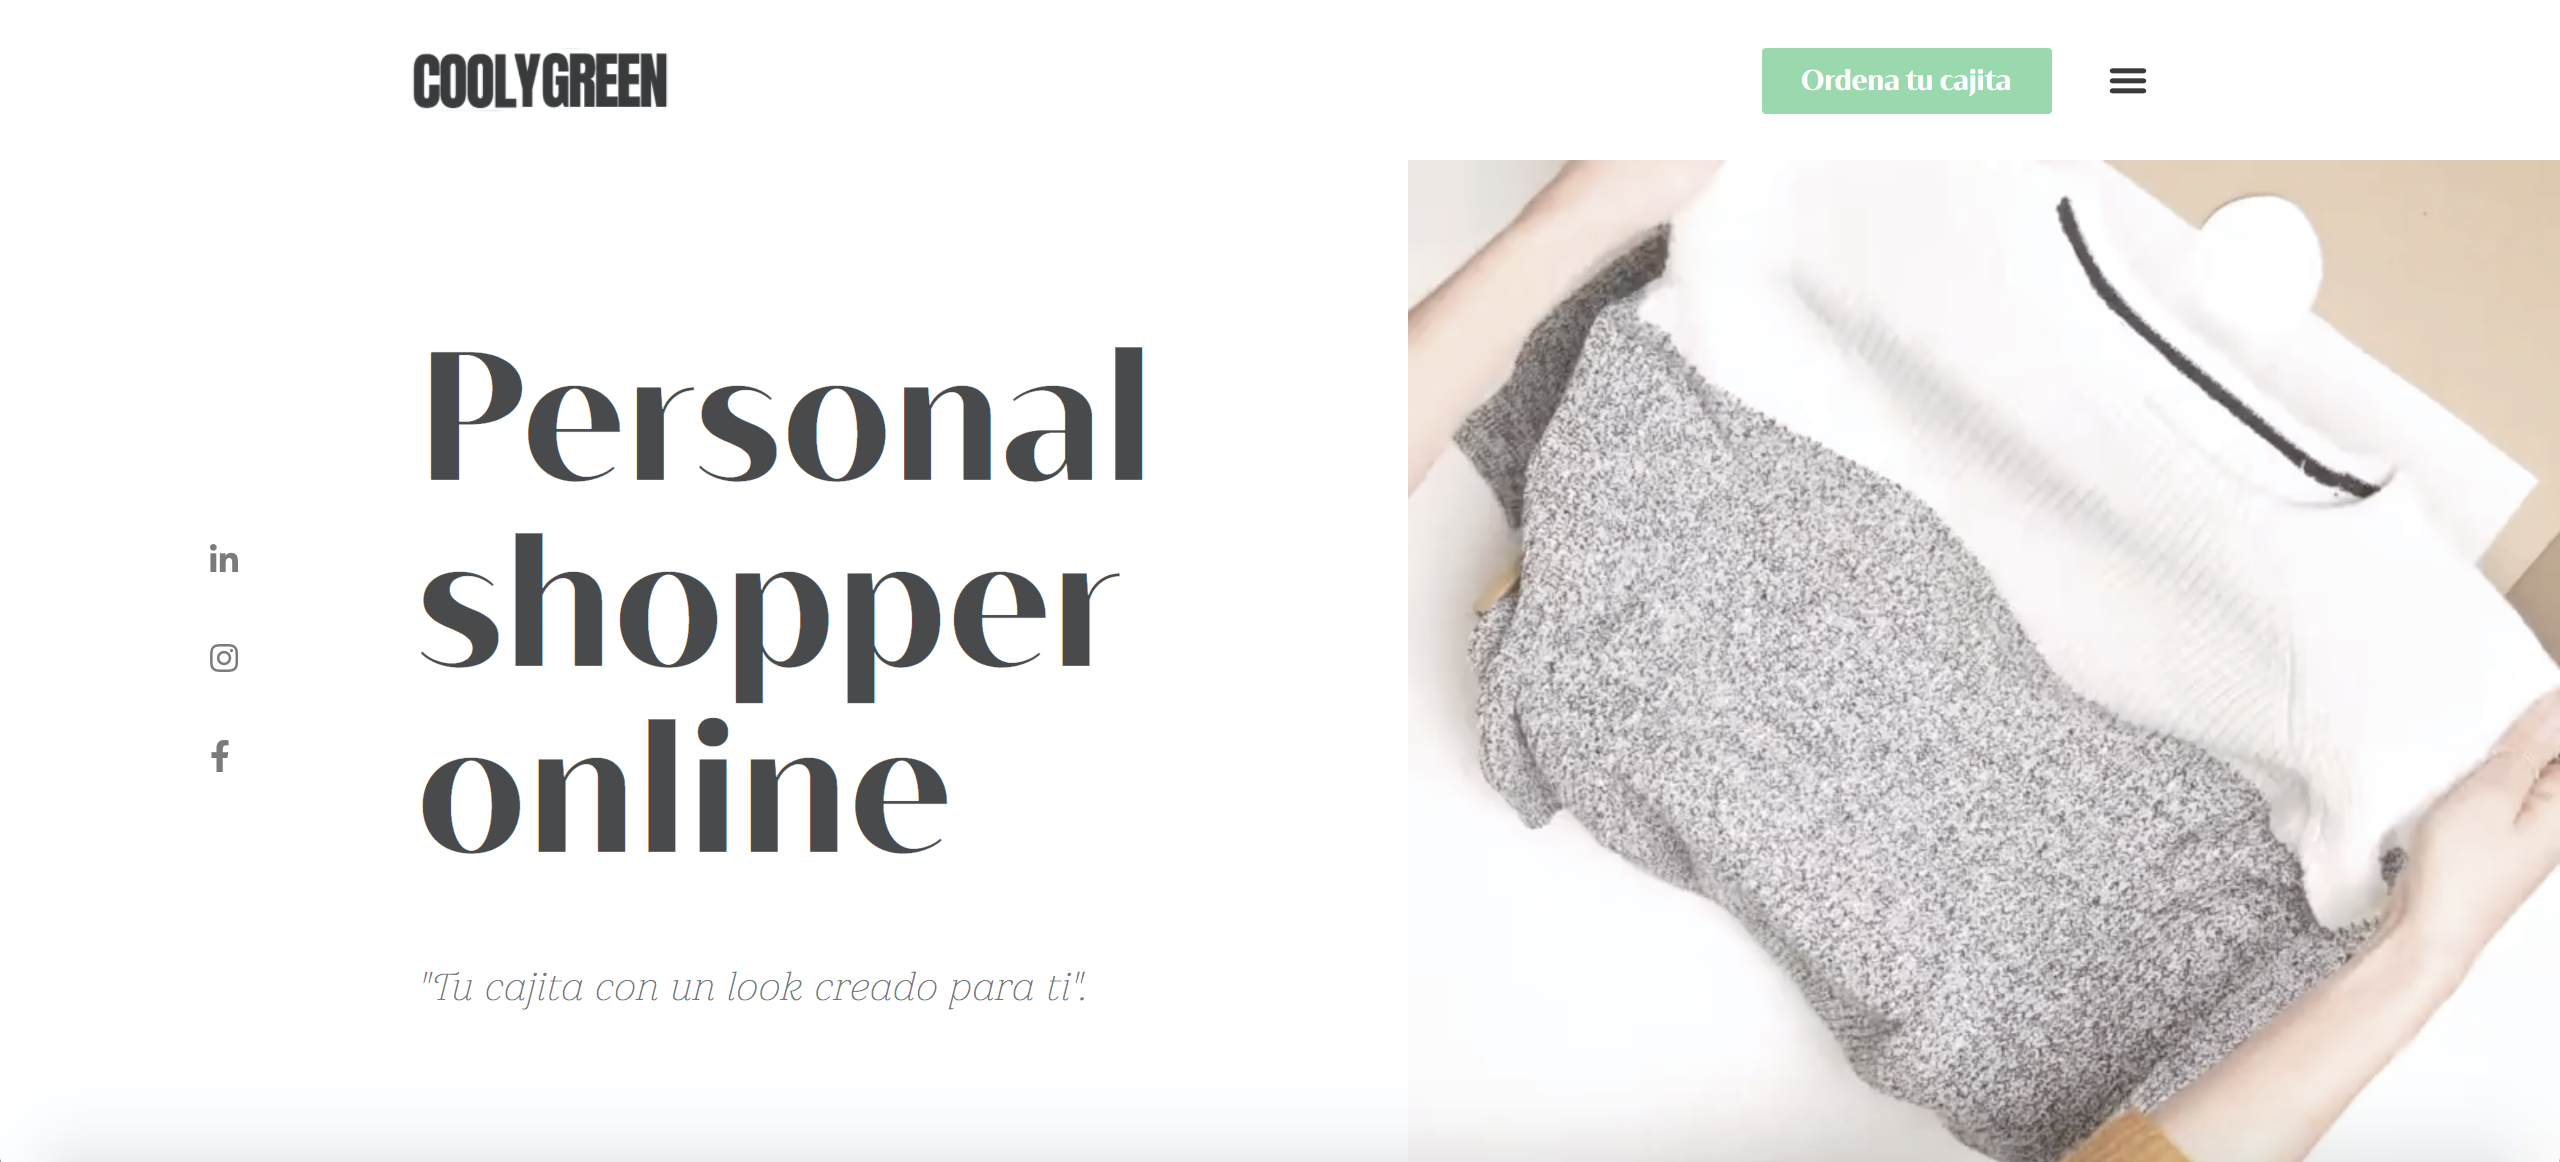 COOLYGREEN
Ordena tu cajita
Personal
shopper
online
"Tu cajita con un look creado para ti".